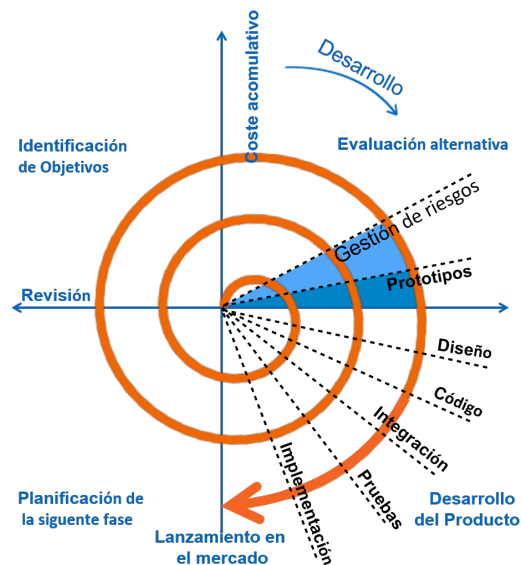 Coste acomulativo
Desarrollo
Identificación
de Objetivos
Evaluación alternativa
Gestión de riesgos
Prototipos
Revisión
Diseño
Código
Integración
Pruebas
Implementación
Planificación de
la siguente fase
Lanzamiento en
el mercado
Desarrollo
del Producto